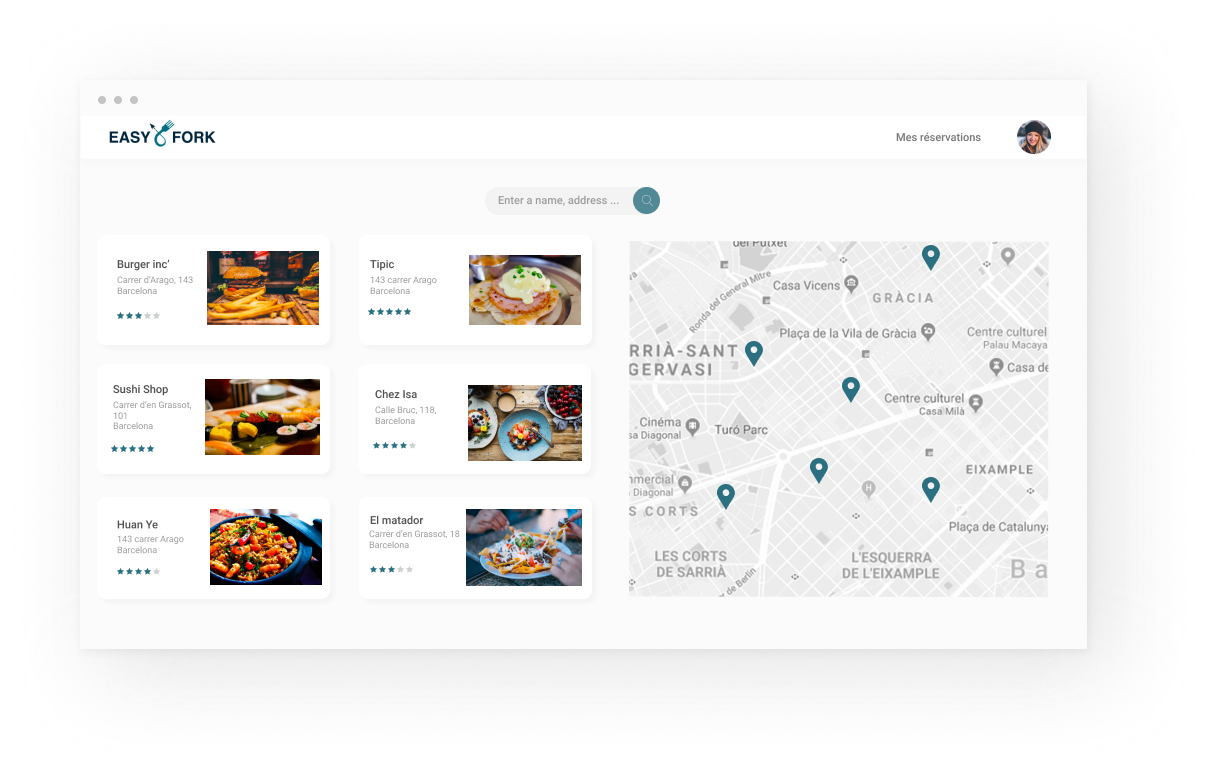 EASY FORK
Mes réservations
Enter a name, address ...
Burger inc'
Carrer d'Arago, 143
Barcelona
Tipic
143 carrer Arago
Barcelona
Sushi Shop
Carrer d'en Grassot,
101
Barcelona
Chez Isa
Calle Bruc, 118,
Barcelona
Huan Ye
143 carrer Arago
Barcelona
El matador
Carrer d'en Grassot, 18
Barcelona
del Putxet
Ronda del General Mitre
Casa Vicens
GRÀCIA
Plaça de la Vila de Gràcia
Centre culturel
Palau Macaya
RRIÀ-SANT
GERVASI
Casa de
Centre culturel
Casa Milà
Cinéma
sa Diagonal
Turó Parc
EIXAMPLE
mmercial
Diagonal
H
S CORTS
Plaça de Catalunya
LES CORTS
DE SARRIÀ
L'ESQUERRA
DE L'EIXAMPLE
Ba
de Berlín